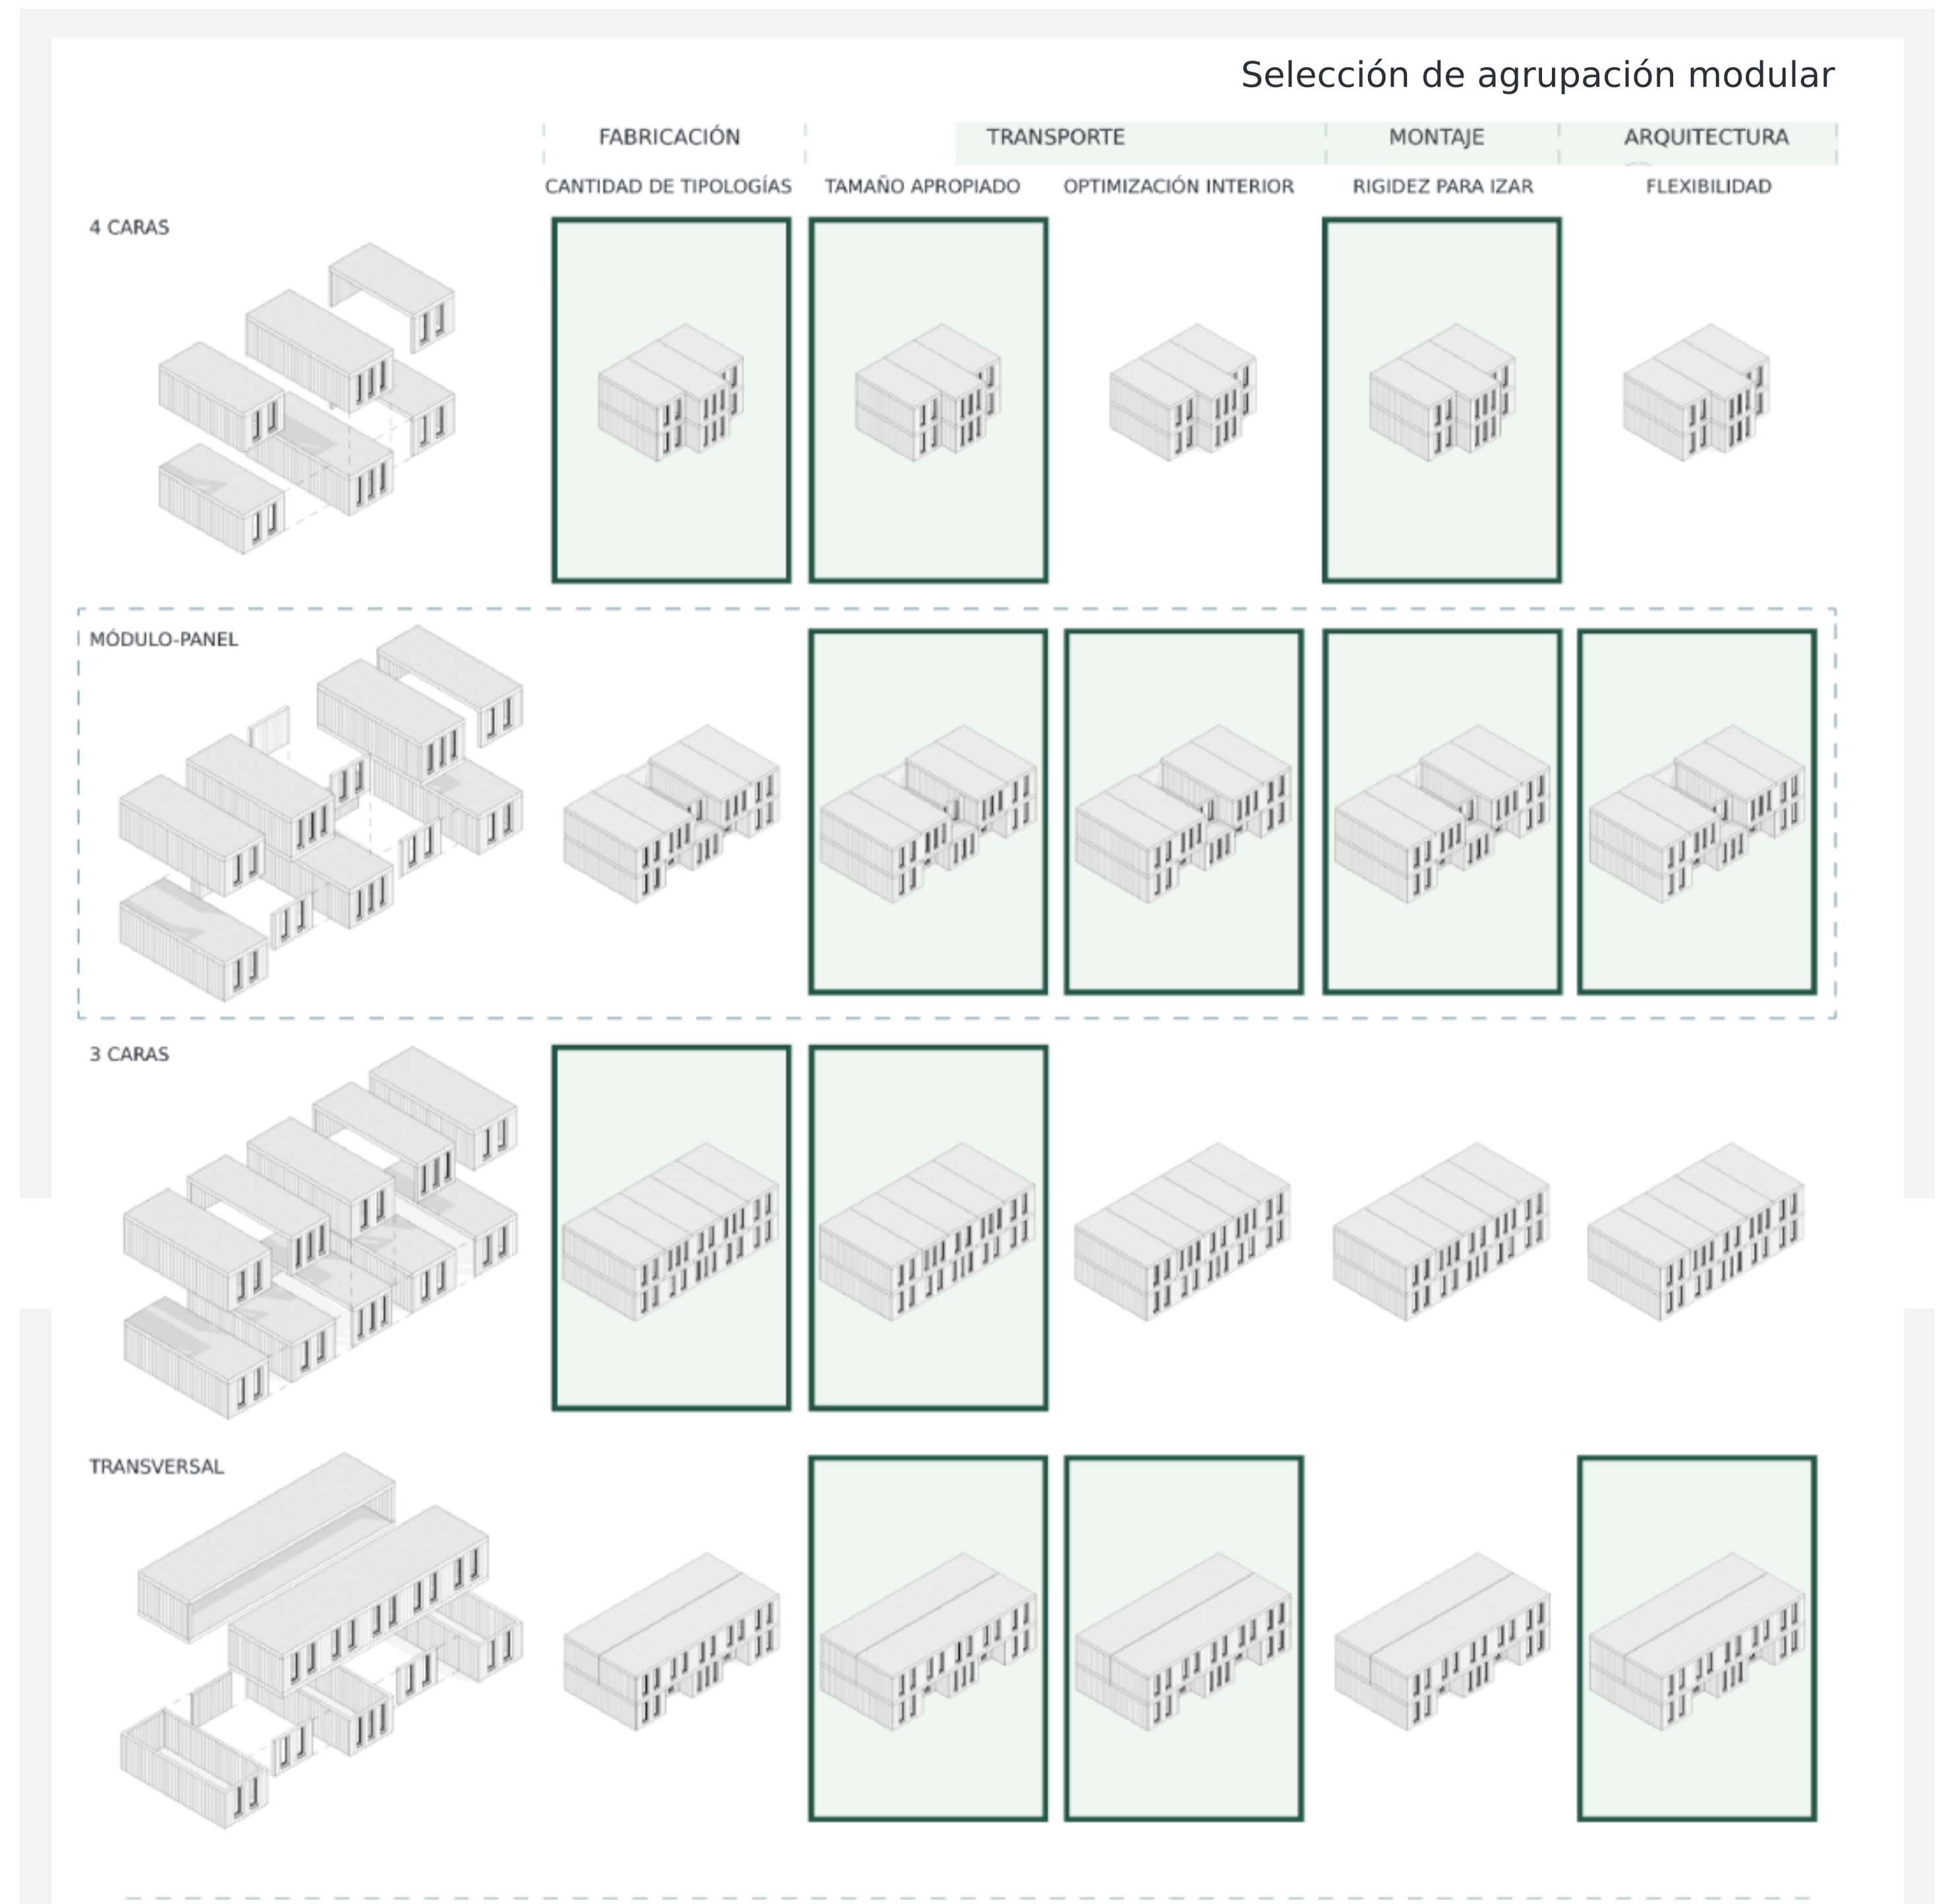 Selección de agrupación modular
FABRICACIÓN TRANSPORTE MONTAJE ARQUITECTURA
CANTIDAD DE TIPOLOGÍAS TAMAÑO APROPIADO OPTIMIZACIÓN INTERIOR RIGIDEZ PARA IZAR FLEXIBILIDAD
4 CARAS
MÓDULO-PANEL
3 CARAS
TRANSVERSAL